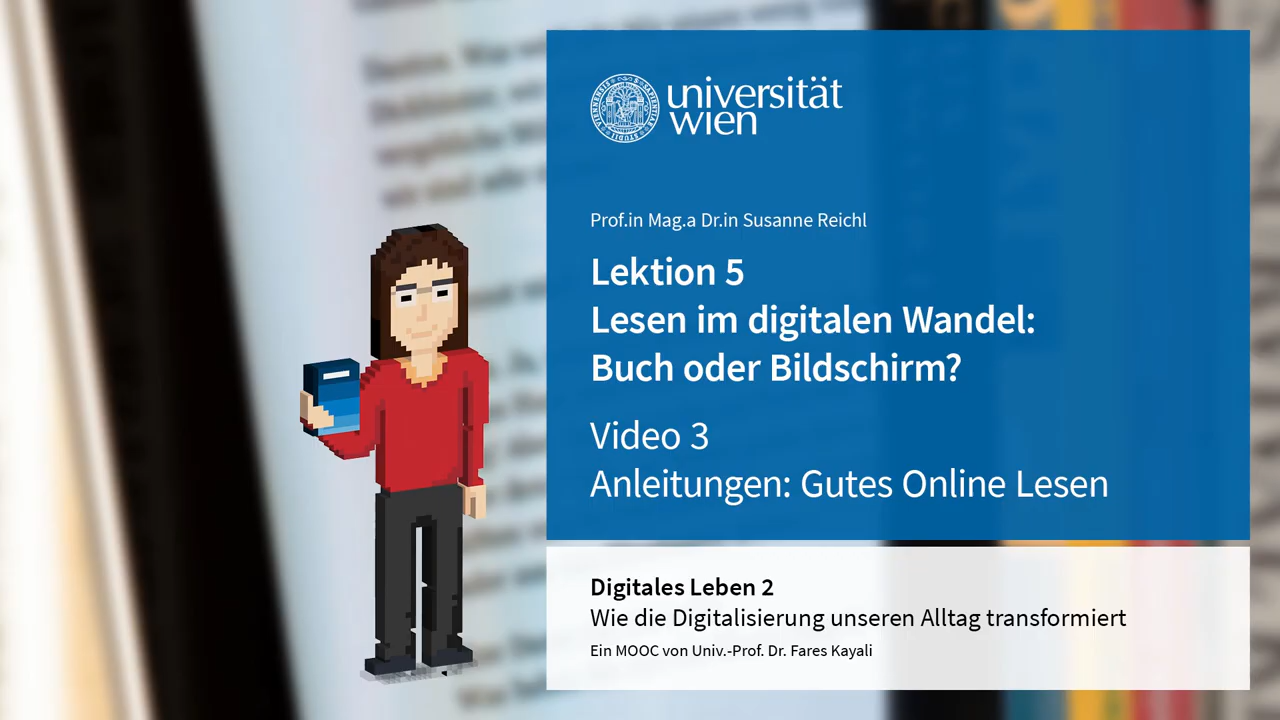 universität
wien
Prof.in Mag.a Dr.in Susanne Reichl
Lektion 5
Lesen im digitalen Wandel:
Buch oder Bildschirm?
Video 3
Anleitungen: Gutes Online Lesen
Digitales Leben 2
Wie die Digitalisierung unseren Alltag transformiert
Ein MOOC von Univ.-Prof. Dr. Fares Kayali